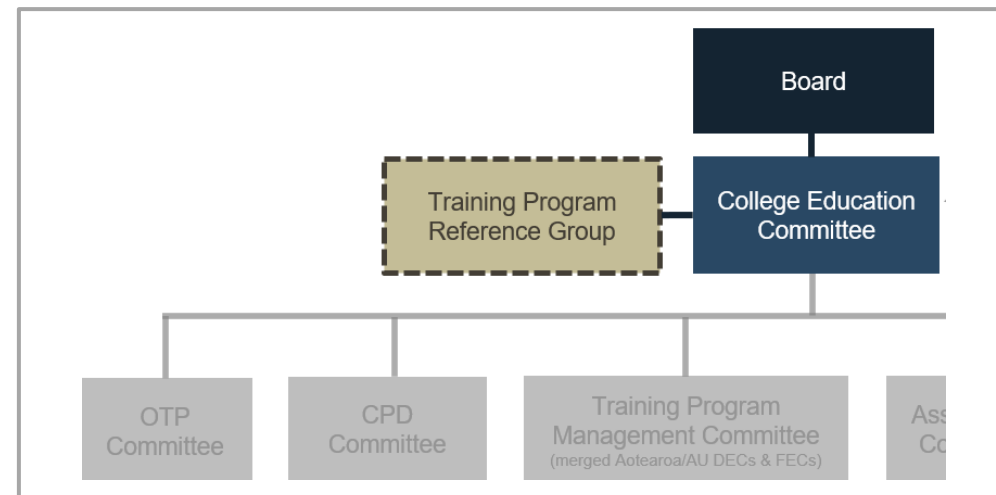 Board
Training Program
Reference Group
College Education
Committee
OTP
Committee
CPD
Committee
Training Program
Management Committee
(merged Aotearoa/AU DECs & FECs)